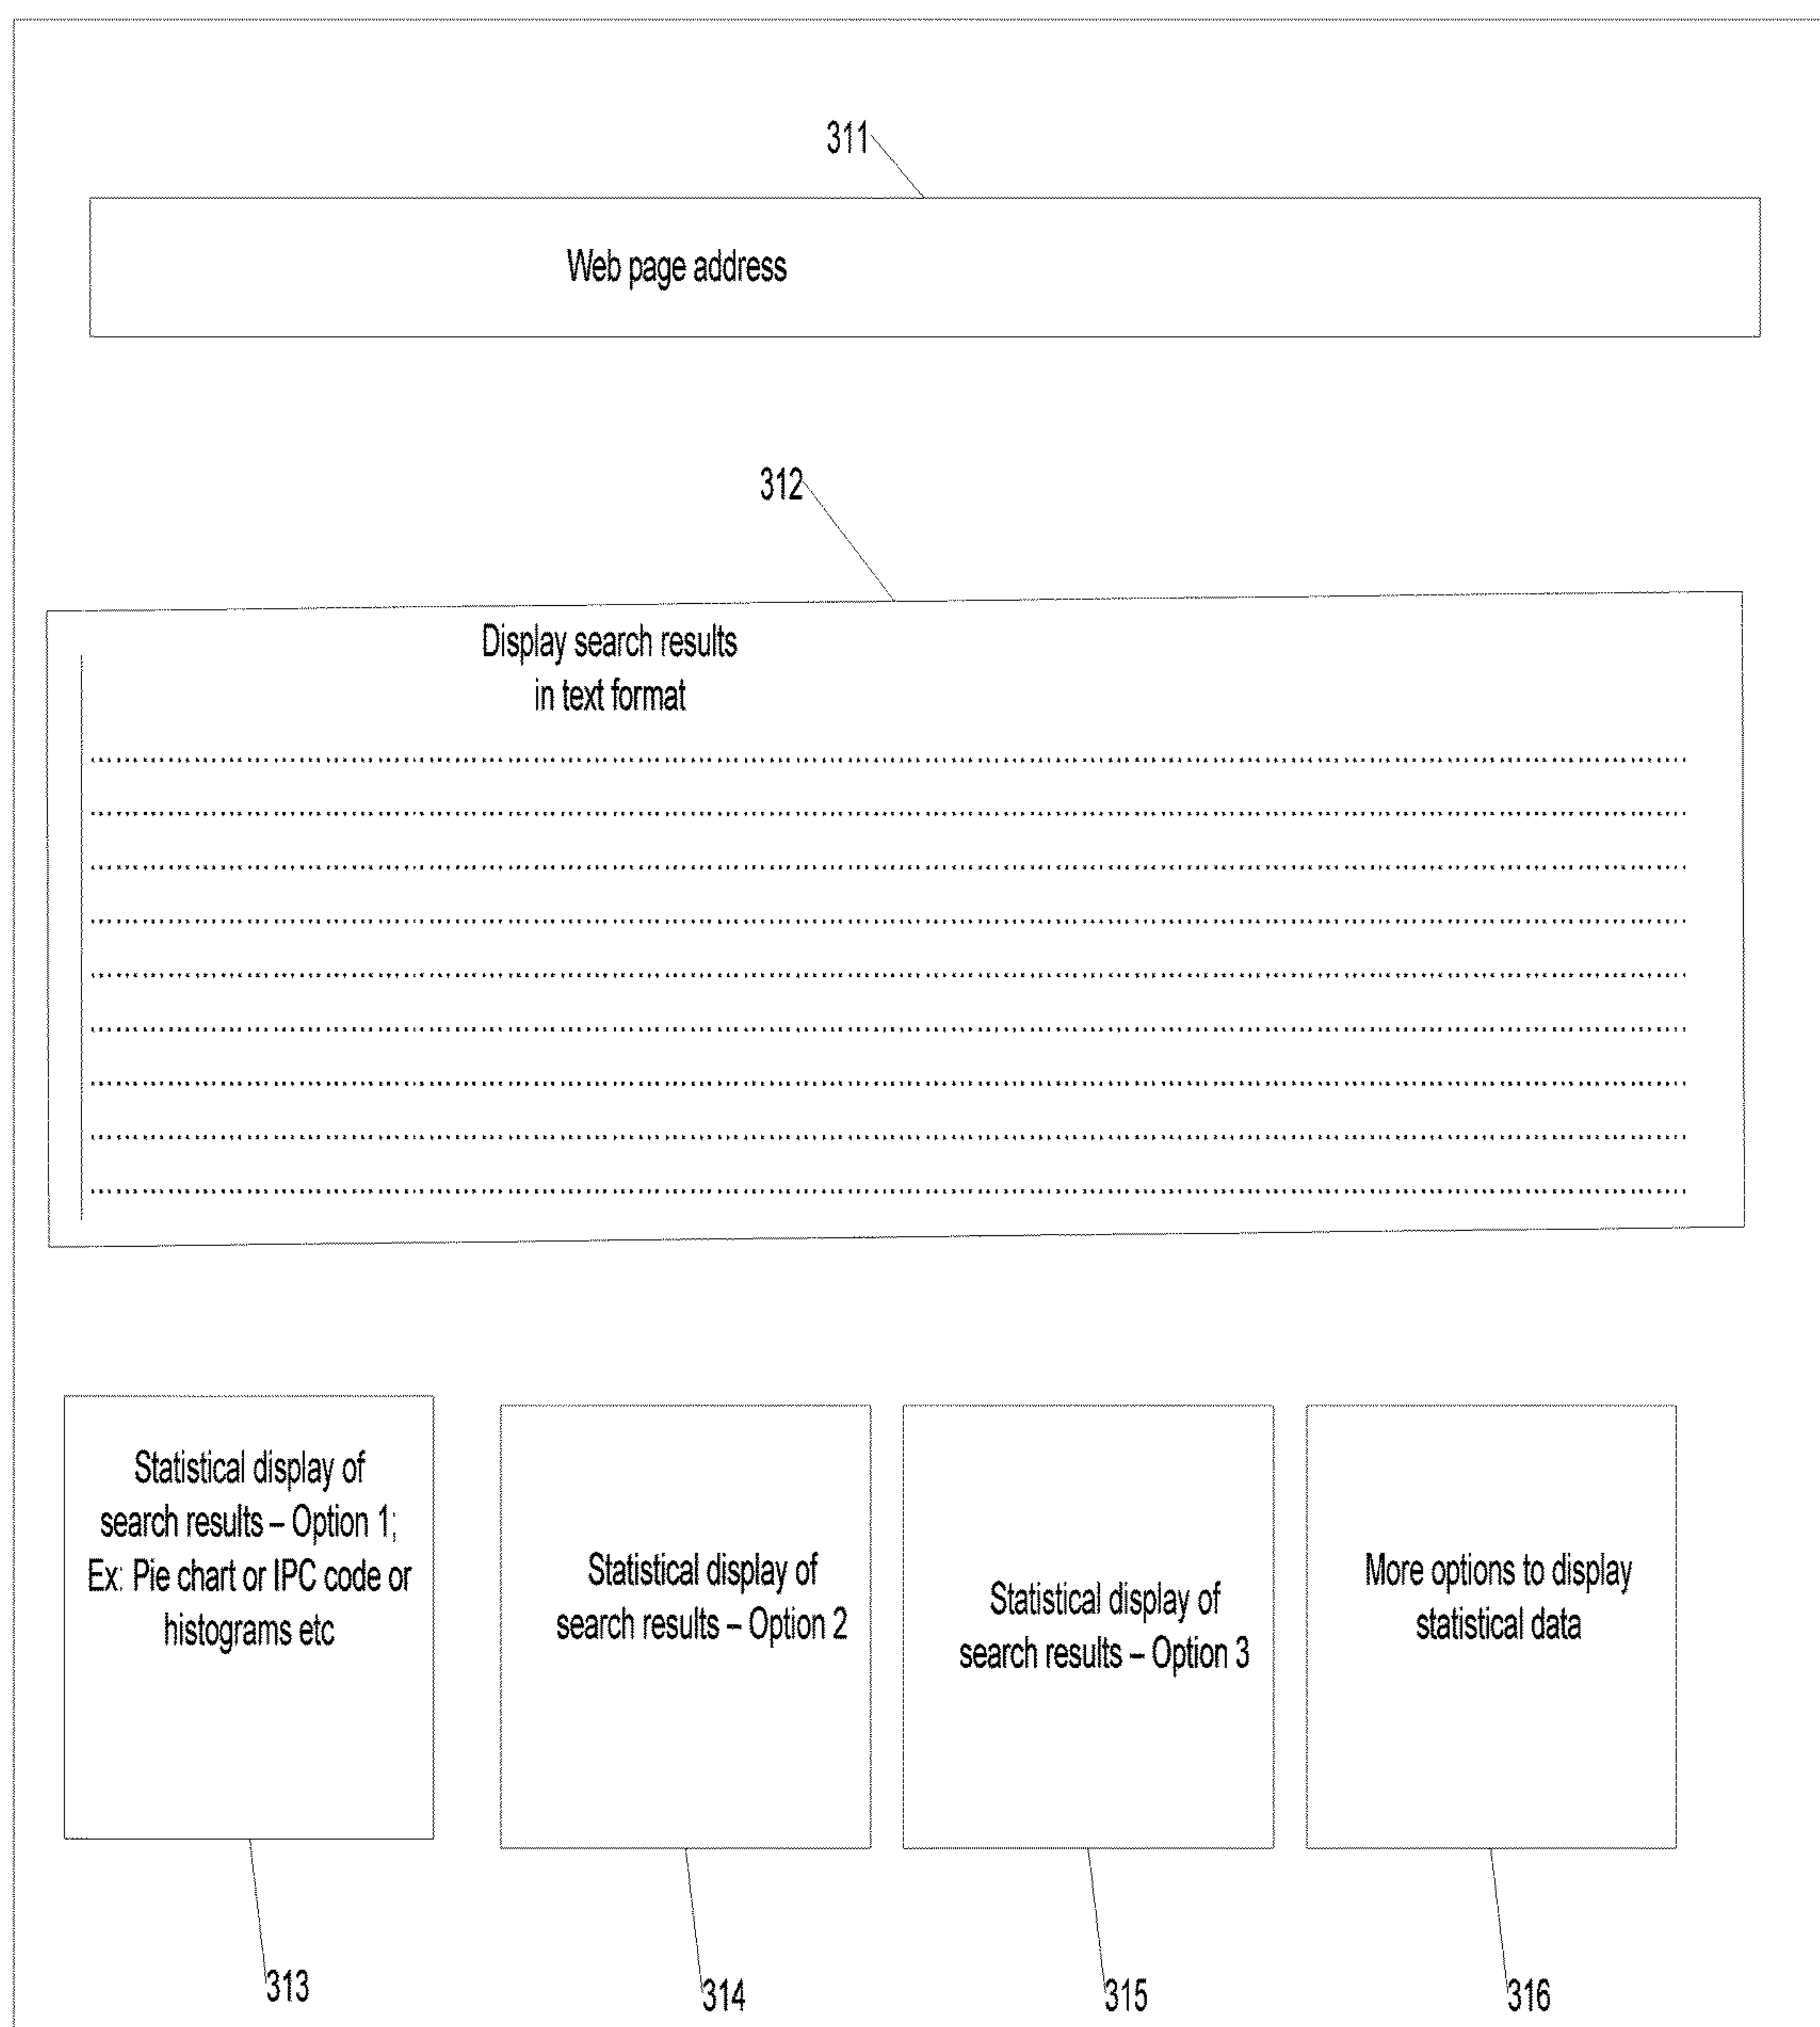 311
Web page address
312
Display search results
in text format
Statistical display of
search results – Option 1;
Ex: Pie chart or IPC code or
histograms etc
Statistical display of
search results – Option 2
Statistical display of
search results – Option 3
More options to display
statistical data
313
314
315
316